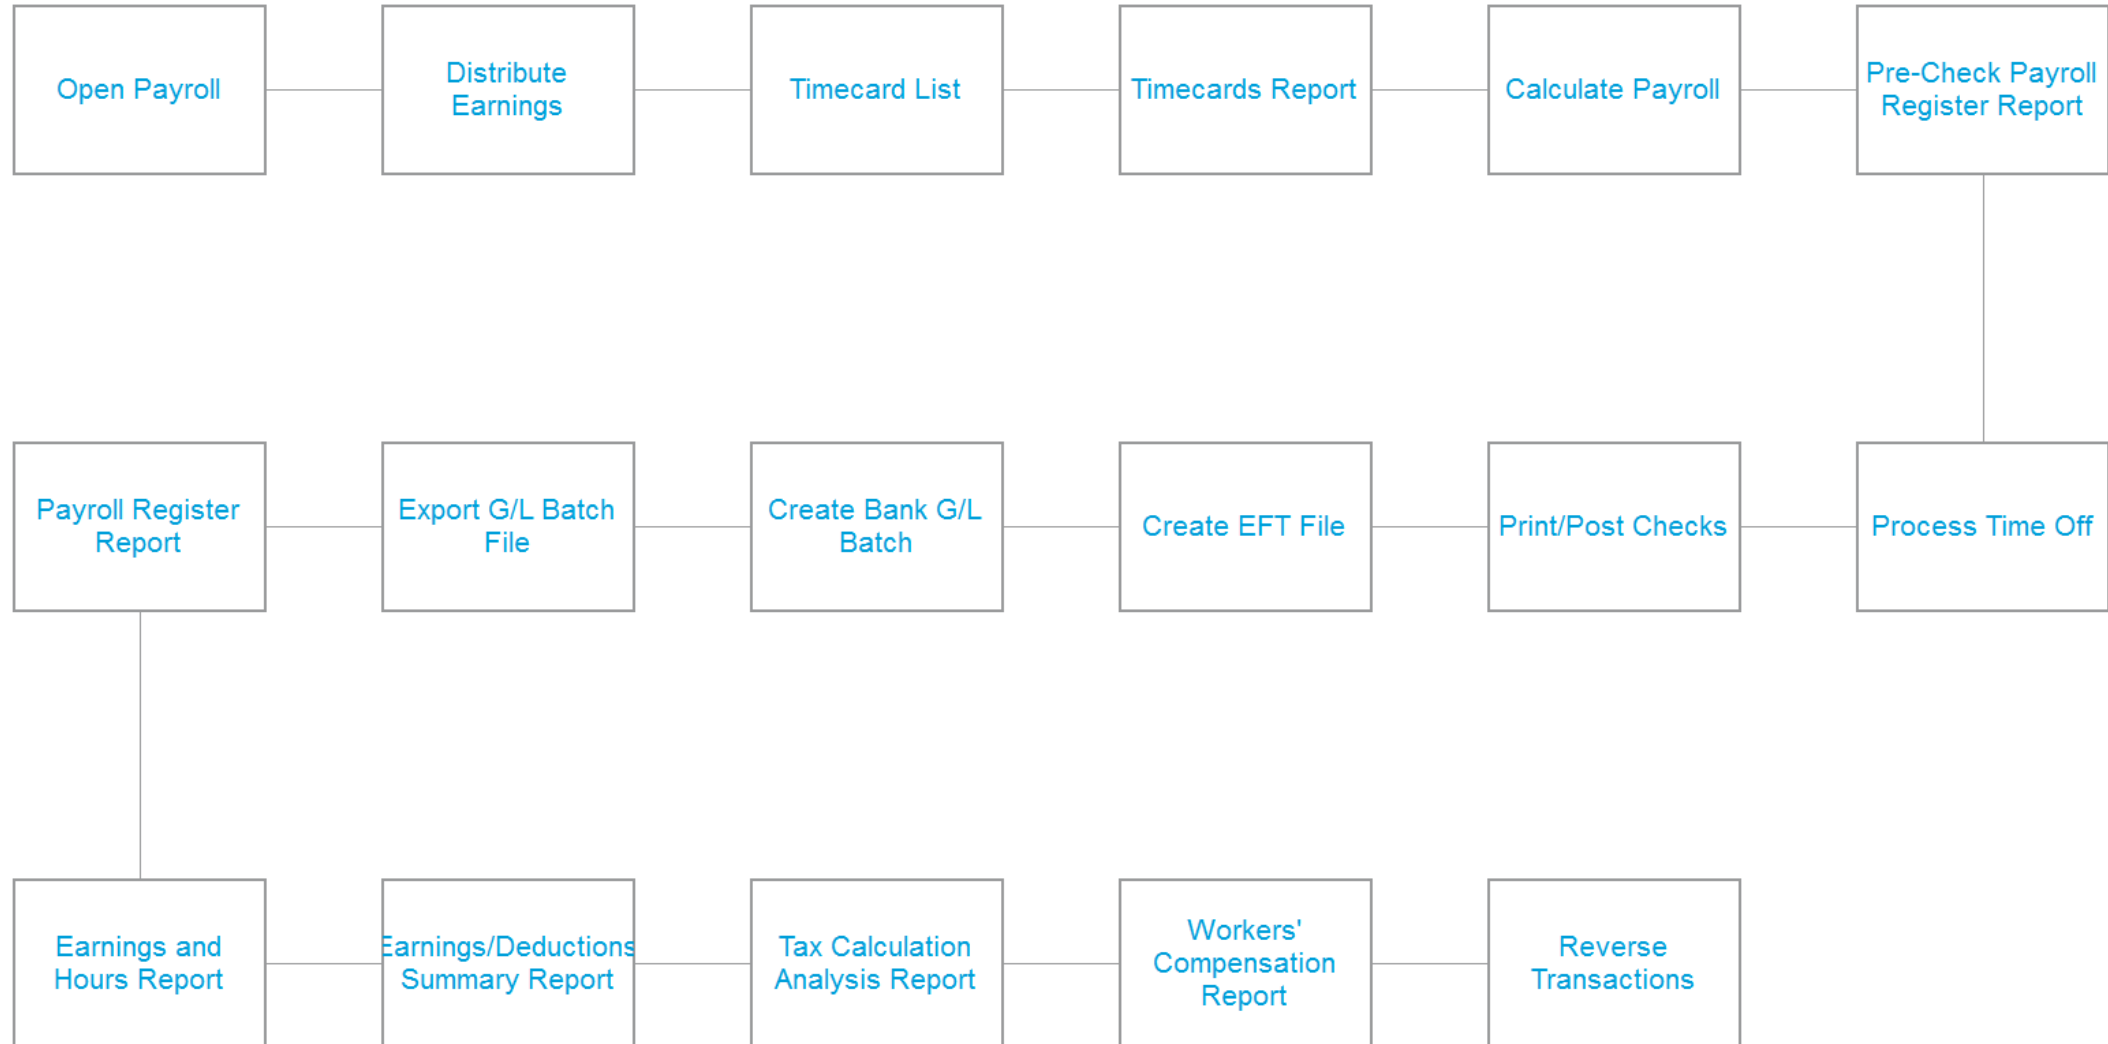 Open Payroll
Distribute
Earnings
Timecard List
Timecards Report
Calculate Payroll
Pre-Check Payroll
Register Report
Payroll Register
Report
Export G/L Batch
File
Create Bank G/L
Batch
Create EFT File
Print/Post Checks
Process Time Off
Earnings and
Hours Report
Earnings/Deductions
Summary Report
Tax Calculation
Analysis Report
Workers'
Compensation
Report
Reverse
Transactions